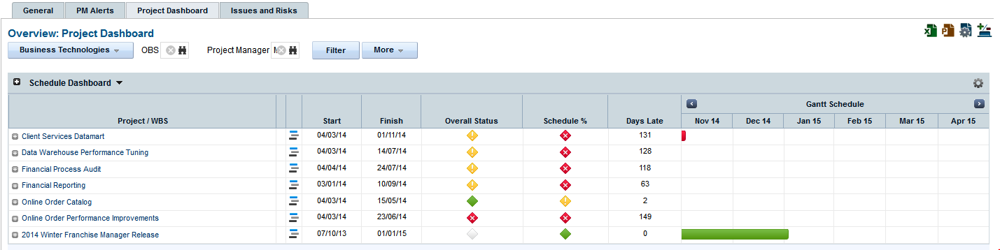 General PM Alerts Project Dashboard Issues and Risks
Overview: Project Dashboard
Business Technologies OBS Project Manager Filter More
Schedule Dashboard
Gantt Schedule
Project / WBS Start Finish Overall Status Schedule % Days Late Nov 14 Dec 14 Jan 15 Feb 15 Mar 15 Apr 15
Client Services Datamart 04/03/14 01/11/14 131
Data Warehouse Performance Tuning 04/03/14 14/07/14 128
Financial Process Audit 04/04/14 24/07/14 118
Financial Reporting 03/01/14 10/09/14 63
Online Order Catalog 04/03/14 15/05/14 2
Online Order Performance Improvements 04/03/14 23/06/14 149
2014 Winter Franchise Manager Release 07/10/13 01/01/15 0